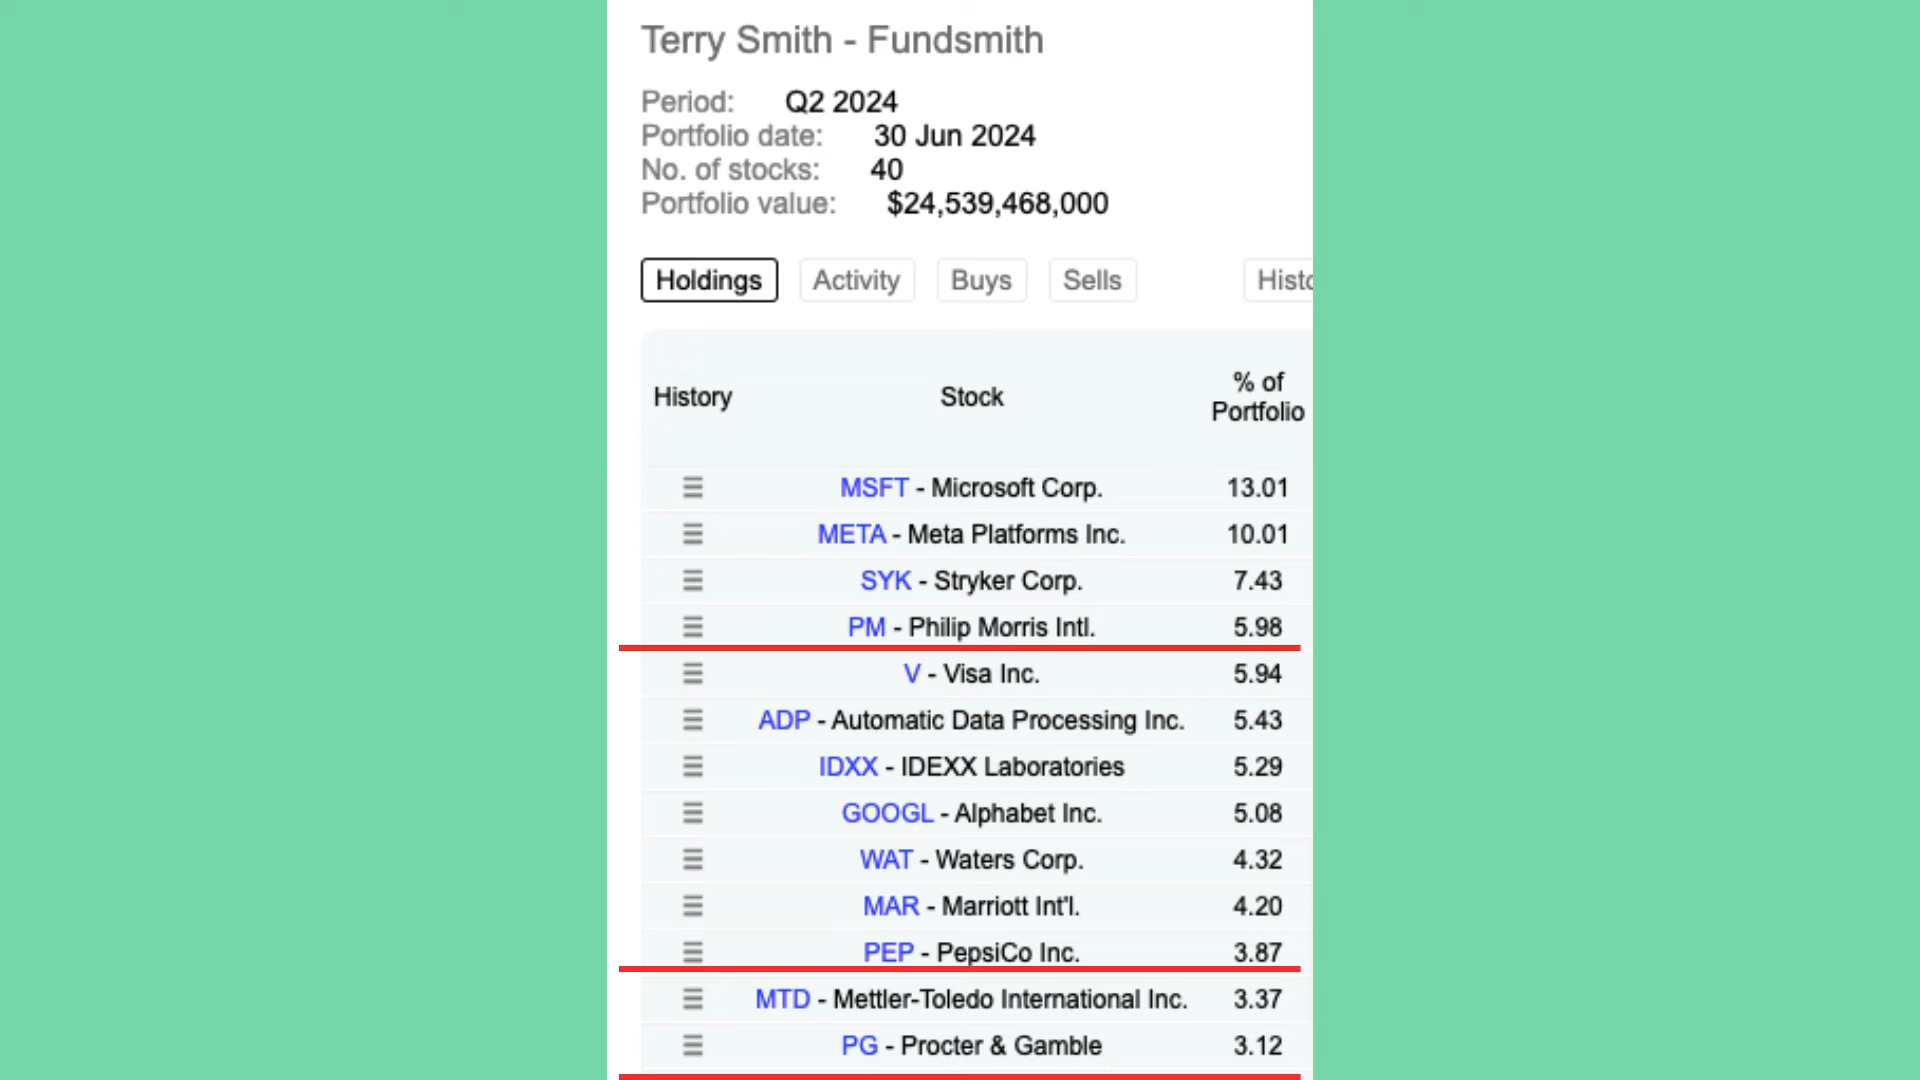 Terry Smith - Fundsmith
Period: Q2 2024
Portfolio date: 30 Jun 2024
No. of stocks: 40
Portfolio value: $24,539,468,000
Holdings Activity Buys Sells Histo
History Stock % of Portfolio
MSFT - Microsoft Corp. 13.01
META - Meta Platforms Inc. 10.01
SYK - Stryker Corp. 7.43
PM - Philip Morris Intl. 5.98
V - Visa Inc. 5.94
ADP - Automatic Data Processing Inc. 5.43
IDXX - IDEXX Laboratories 5.29
GOOGL - Alphabet Inc. 5.08
WAT - Waters Corp. 4.32
MAR - Marriott Int'l. 4.20
PEP - PepsiCo Inc. 3.87
MTD - Mettler-Toledo International Inc. 3.37
PG - Procter & Gamble 3.12